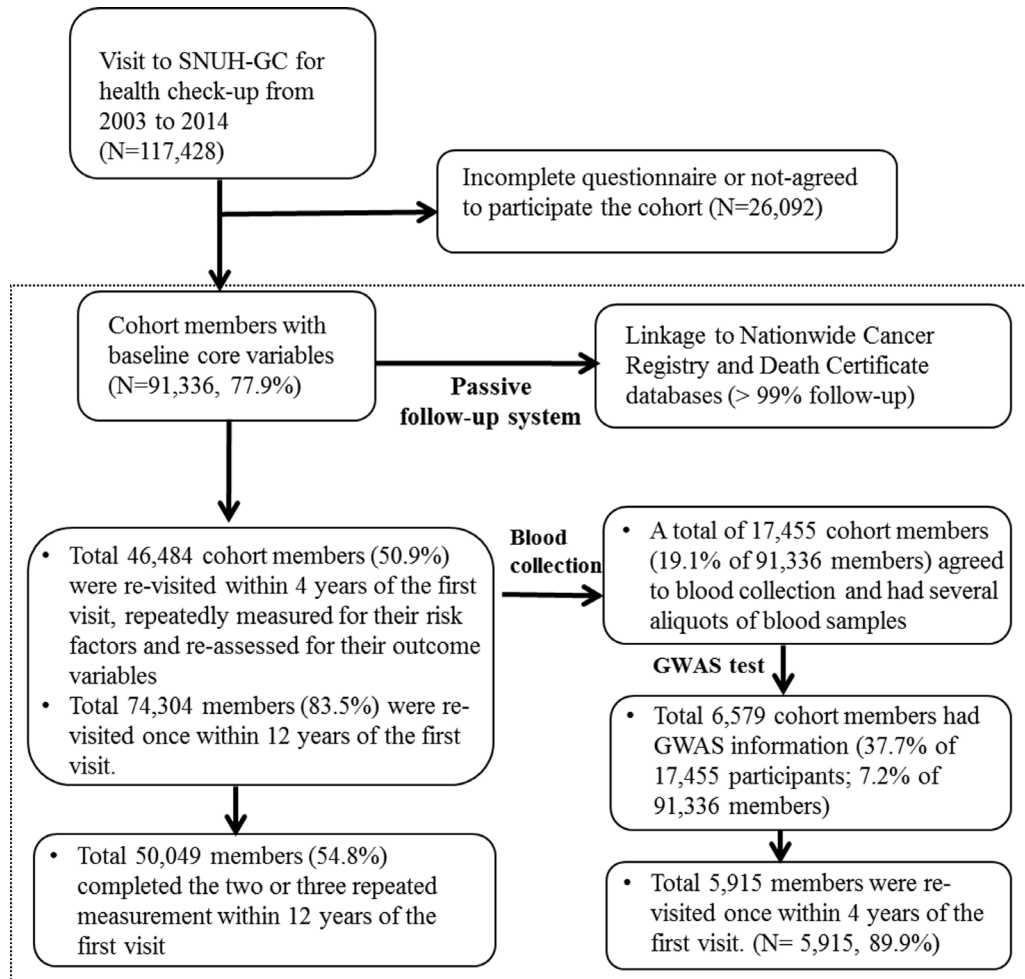 Visit to SNUH-GC for
health check-up from
2003 to 2014
(N=117,428)
Incomplete questionnaire or not-agreed
to participate the cohort (N=26,092)
Cohort members with
baseline core variables
(N=91,336, 77.9%)
Passive
follow-up system
Linkage to Nationwide Cancer
Registry and Death Certificate
databases (> 99% follow-up)
• Total 46,484 cohort members (50.9%)
were re-visited within 4 years of the first
visit, repeatedly measured for their risk
factors and re-assessed for their outcome
variables
• Total 74,304 members (83.5%) were re-
visited once within 12 years of the first
visit.
Blood
collection
• A total of 17,455 cohort members
(19.1% of 91,336 members) agreed
to blood collection and had several
aliquots of blood samples
GWAS test
• Total 6,579 cohort members had
GWAS information (37.7% of
17,455 participants; 7.2% of
91,336 members)
• Total 50,049 members (54.8%)
completed the two or three repeated
measurement within 12 years of the
first visit
• Total 5,915 members were re-
visited once within 4 years of the
first visit. (N= 5,915, 89.9%)